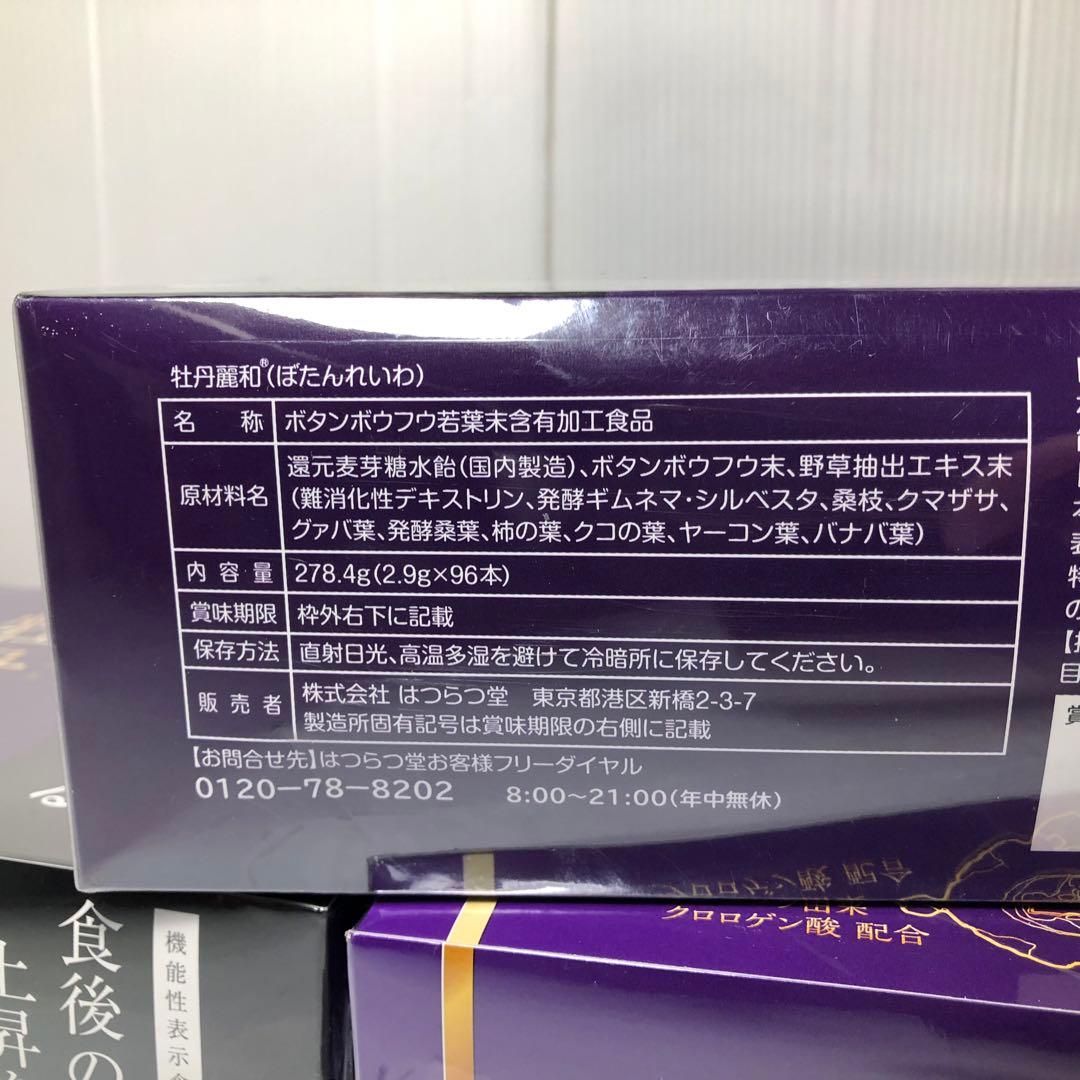 牡丹麗和®(ぼたんれいわ)
名 称 ボタンボウフウ若葉末含有加工食品
原材料名 還元麦芽糖水飴(国内製造)、ボタンボウフウ末、野草抽出エキス末
(難消化性デキストリン、発酵ギムネマ・シルベスタ、桑枝、クマザサ、
グァバ葉、発酵桑葉、柿の葉、クコの葉、ヤーコン葉、バナバ葉)
内容量 278.4g(2.9g×96本)
賞味期限 枠外右下に記載
保存方法 直射日光、高温多湿を避けて冷暗所に保存してください。
販売者 株式会社 はつらつ堂 東京都港区新橋2-3-7
製造所固有記号は賞味期限の右側に記載
【お問合せ先】はつらつ堂お客様フリーダイヤル
0120-78-8202 8:00~21:00(年中無休)
クロロゲン酸 配合
機能性表示食
食後の
上昇